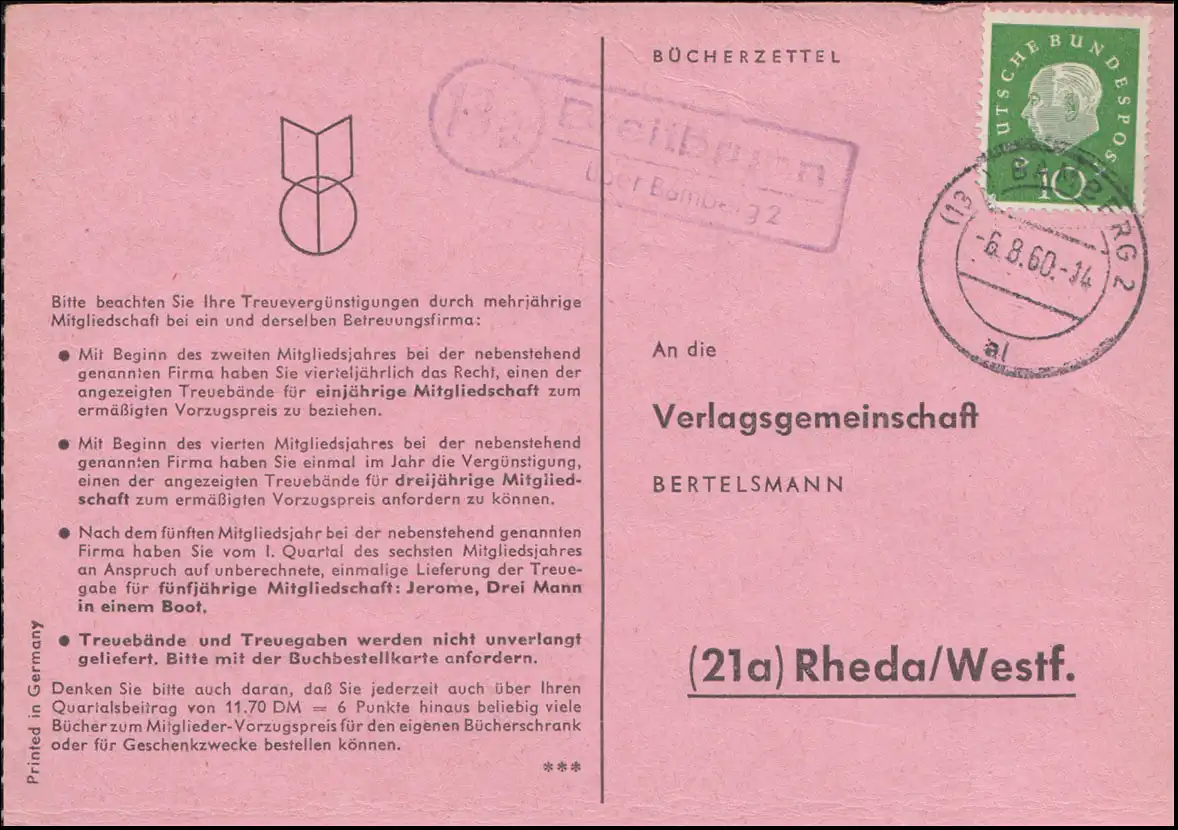 Bitte beachten Sie Ihre Treuevergünstigungen durch mehrjährige
Mitgliedschaft bei ein und derselben Betreuungsfirma:
● Mit Beginn des zweiten Mitgliedsjahres bei der nebenstehend
genannten Firma haben Sie vierteljährlich das Recht, einen der
angezeigten Treuebände für einjährige Mitgliedschaft zum
ermäßigten Vorzugspreis zu beziehen.
● Mit Beginn des vierten Mitgliedsjahres bei der nebenstehend
genannten Firma haben Sie einmal im Jahr die Vergünstigung,
einen der angezeigten Treuebände für dreijährige Mitglied-
schaft zum ermäßigten Vorzugspreis anfordern zu können.
● Nach dem fünften Mitgliedsjahr bei der nebenstehend genannten
Firma haben Sie vom I. Quartal des sechsten Mitgliedsjahres
an Anspruch auf unberechnete, einmalige Lieferung der Treue-
gabe für fünfjährige Mitgliedschaft: Jerome, Drei Mann
in einem Boot.
● Treuebände und Treuegaben werden nicht unverlangt
geliefert. Bitte mit der Buchbestellkarte anfordern.
Denken Sie bitte auch daran, daß Sie jederzeit auch über Ihren
Quartalsbeitrag von 11.70 DM = 6 Punkte hinaus beliebig viele
Bücher zum Mitglieder-Vorzugspreis für den eigenen Bücherschrank
oder für Geschenkzwecke bestellen können.
***
Printed in Germany
BÜCHERZETTEL
Breitbrunn
über Bamberg 2
DEUTSCHE BUNDESPOST
10
BAMBERG 2
-6.8.60.-14
al
An die
Verlagsgemeinschaft
BERTELSMANN
(21a) Rheda/Westf.